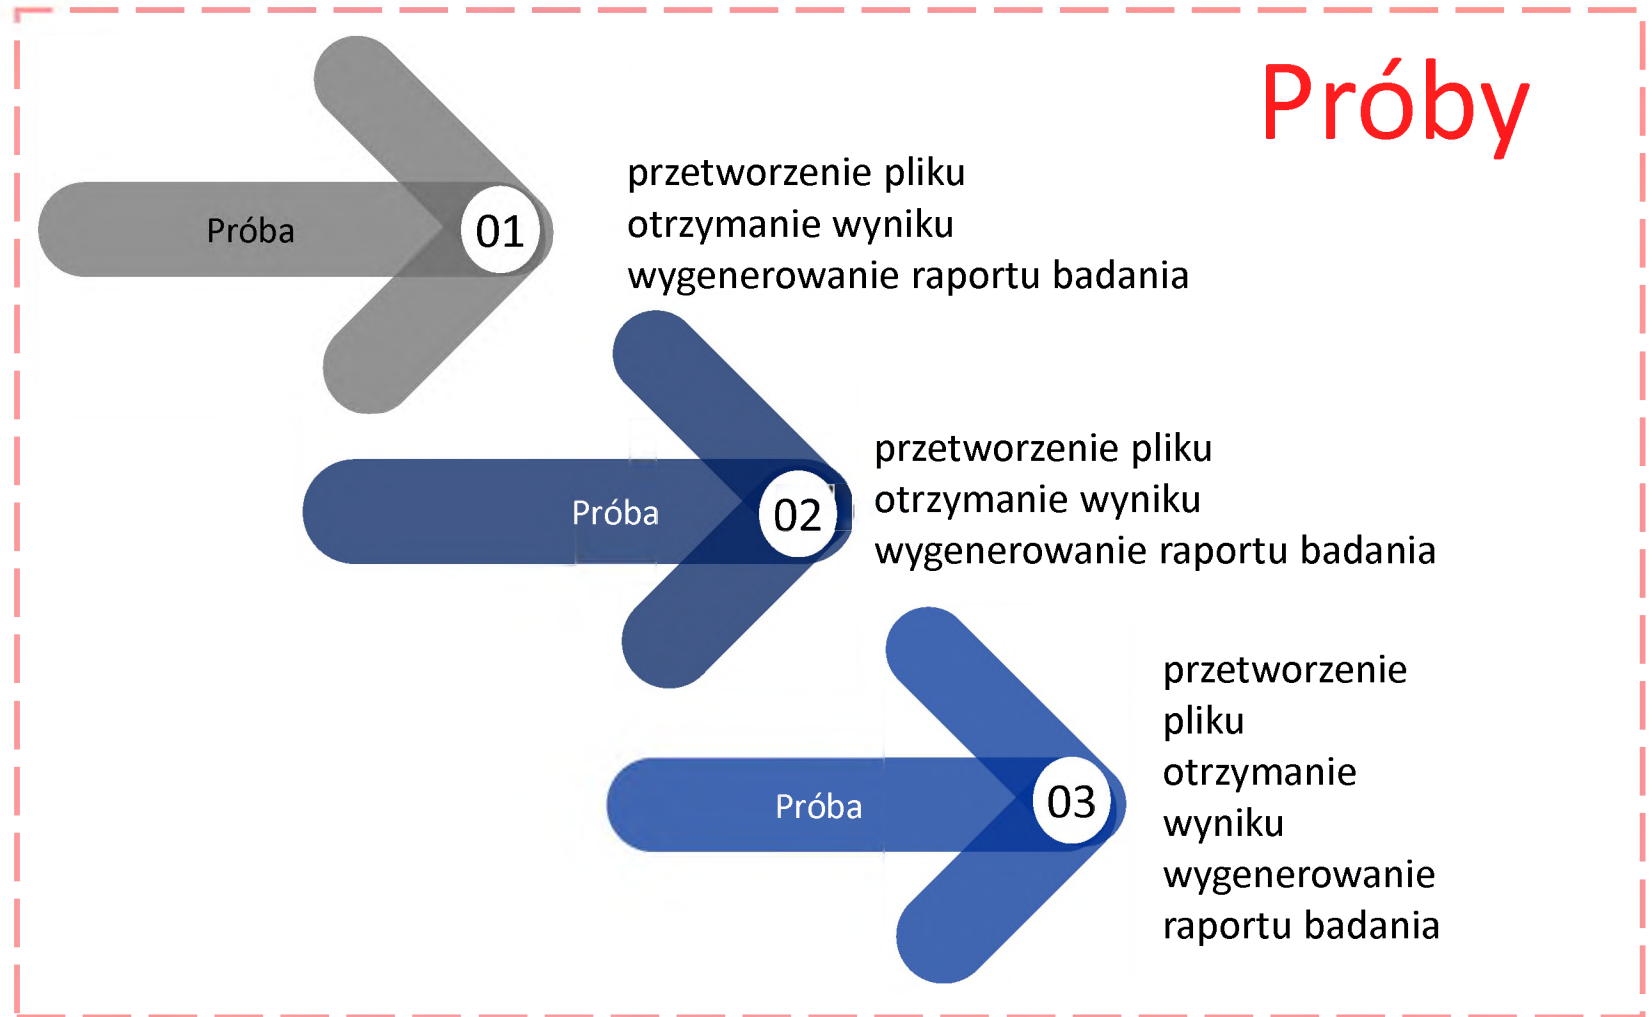 Próby
Próba
01
przetworzenie pliku
otrzymanie wyniku
wygenerowanie raportu badania
Próba
02
przetworzenie pliku
otrzymanie wyniku
wygenerowanie raportu badania
Próba
03
przetworzenie
pliku
otrzymanie
wyniku
wygenerowanie
raportu badania